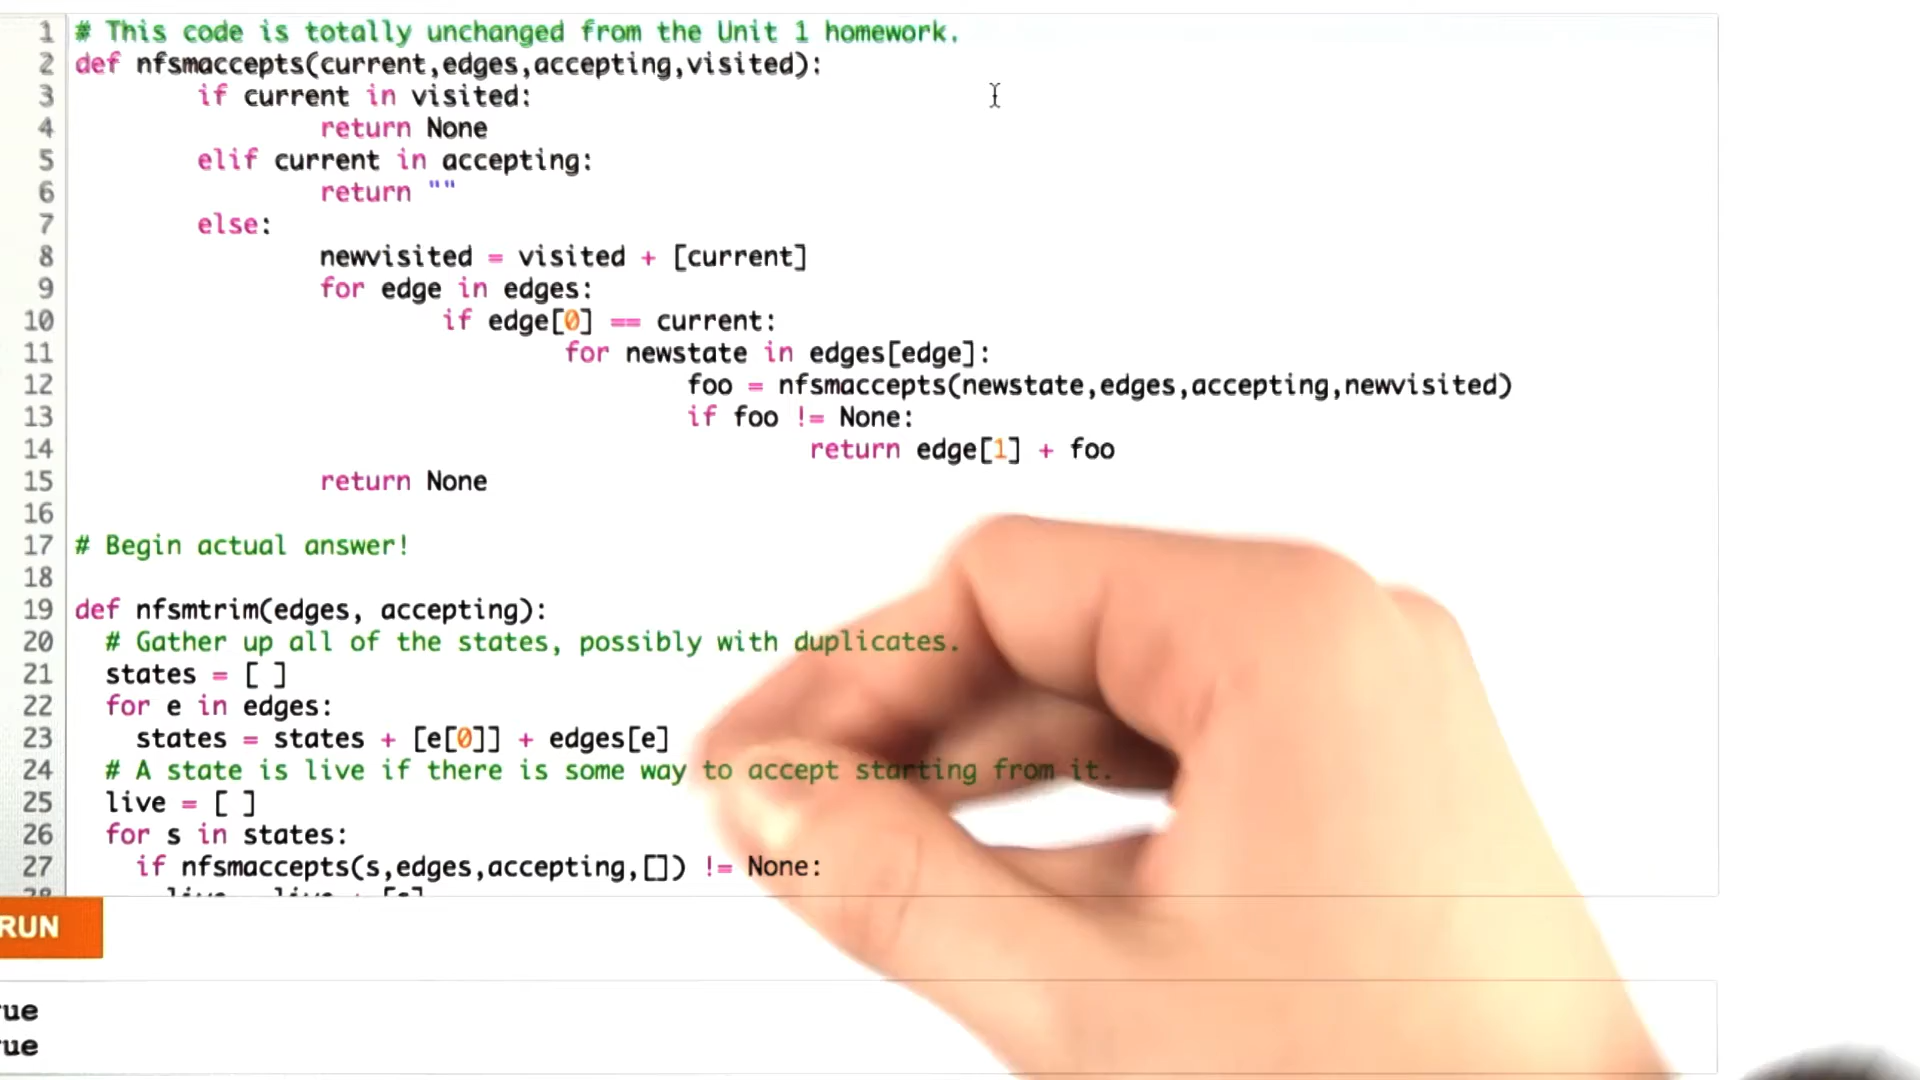 1 # This code is totally unchanged from the Unit 1 homework.
2 def nfsmaccepts(current,edges,accepting,visited):
3 if current in visited:
4 return None
5 elif current in accepting:
6 return ""
7 else:
8 newvisited = visited + [current]
9 for edge in edges:
10 if edge[0] == current:
11 for newstate in edges[edge]:
12 foo = nfsmaccepts(newstate,edges,accepting,newvisited)
13 if foo != None:
14 return edge[1] + foo
15 return None
16
17 # Begin actual answer!
18
19 def nfsmtrim(edges, accepting):
20 # Gather up all of the states, possibly with duplicates.
21 states = [ ]
22 for e in edges:
23 states = states + [e[0]] + edges[e]
24 # A state is live if there is some way to accept starting from it.
25 live = [ ]
26 for s in states:
27 if nfsmaccepts(s,edges,accepting,[]) != None:
RUN
rue
rue